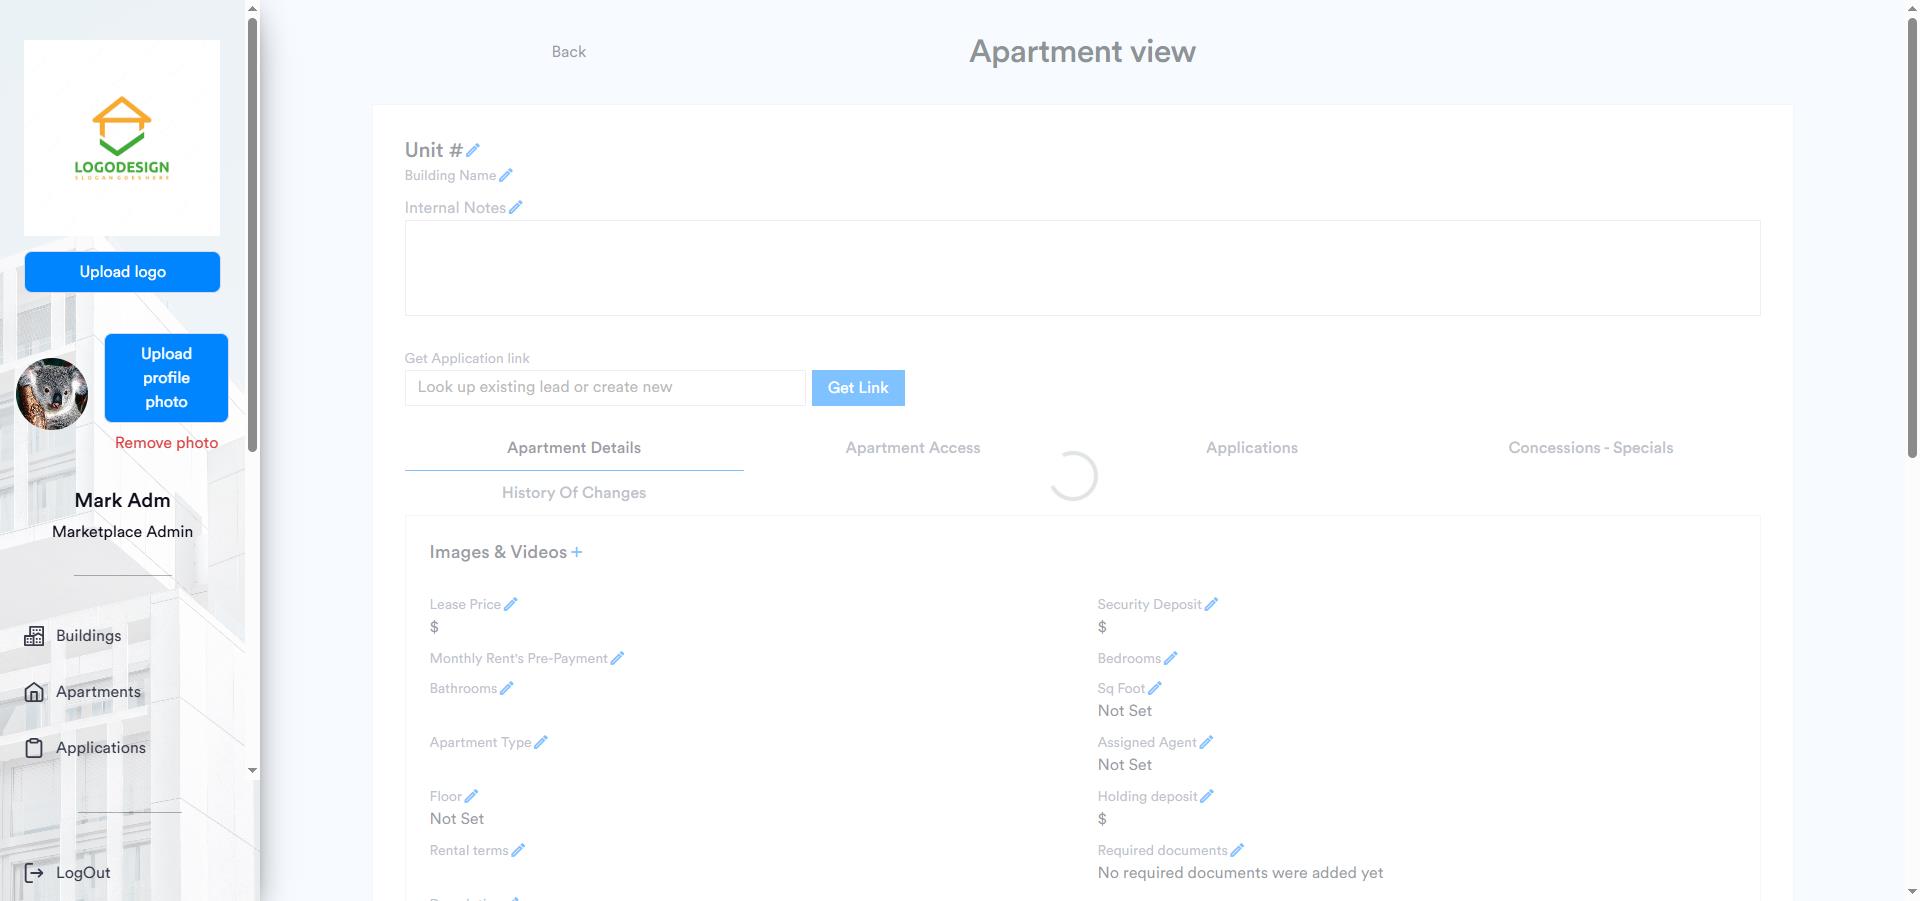 LOGODESIGN
SLOGAN GOES HERE
Upload logo
Upload
profile
photo
Remove photo
Mark Adm
Marketplace Admin
Buildings
Apartments
Applications
LogOut
Back
Apartment view
Unit #
Building Name
Internal Notes
Get Application link
Look up existing lead or create new
Get Link
Apartment Details
Apartment Access
Applications
Concessions - Specials
History Of Changes
Images & Videos +
Lease Price
$
Security Deposit
$
Monthly Rent's Pre-Payment
Bedrooms
Bathrooms
Sq Foot
Not Set
Apartment Type
Assigned Agent
Not Set
Floor
Not Set
Holding deposit
$
Rental terms
Required documents
No required documents were added yet